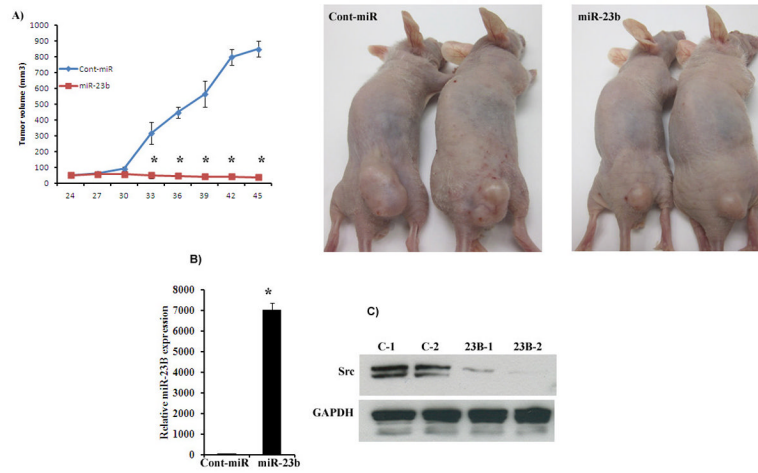 A)
Tumor volume (mm3)
1000
900
800
700
600
500
400
300
200
100
0
24 27 30 33 36 39 42 45
Cont-miR
miR-23b
* * * * *
Cont-miR
miR-23b
B)
Relative miR-23B expression
8000
7000
6000
5000
4000
3000
2000
1000
0
*
Cont-miR miR-23b
C)
C-1 C-2 23B-1 23B-2
Src
GAPDH